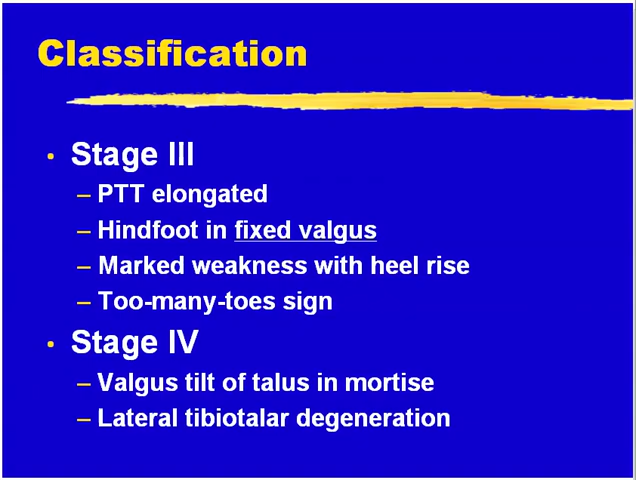 Classification
• Stage III
– PTT elongated
– Hindfoot in fixed valgus
– Marked weakness with heel rise
– Too-many-toes sign
• Stage IV
– Valgus tilt of talus in mortise
– Lateral tibiotalar degeneration